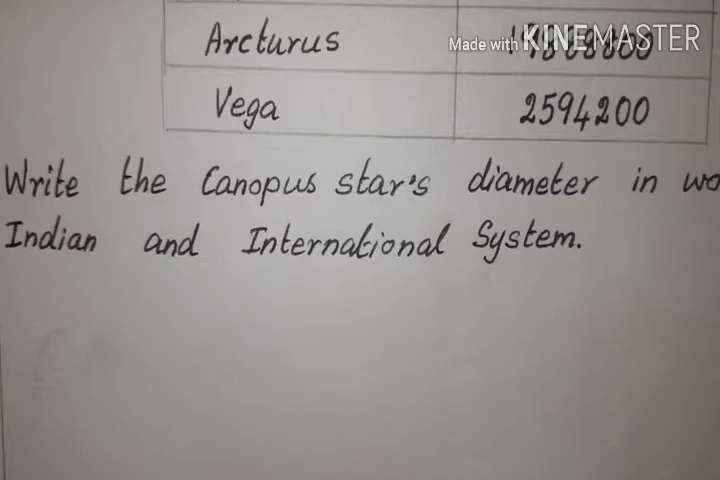 Arcturus
Made with KINEMASTER
Vega 2594200
Write the Canopus star's diameter in
Indian and International System.